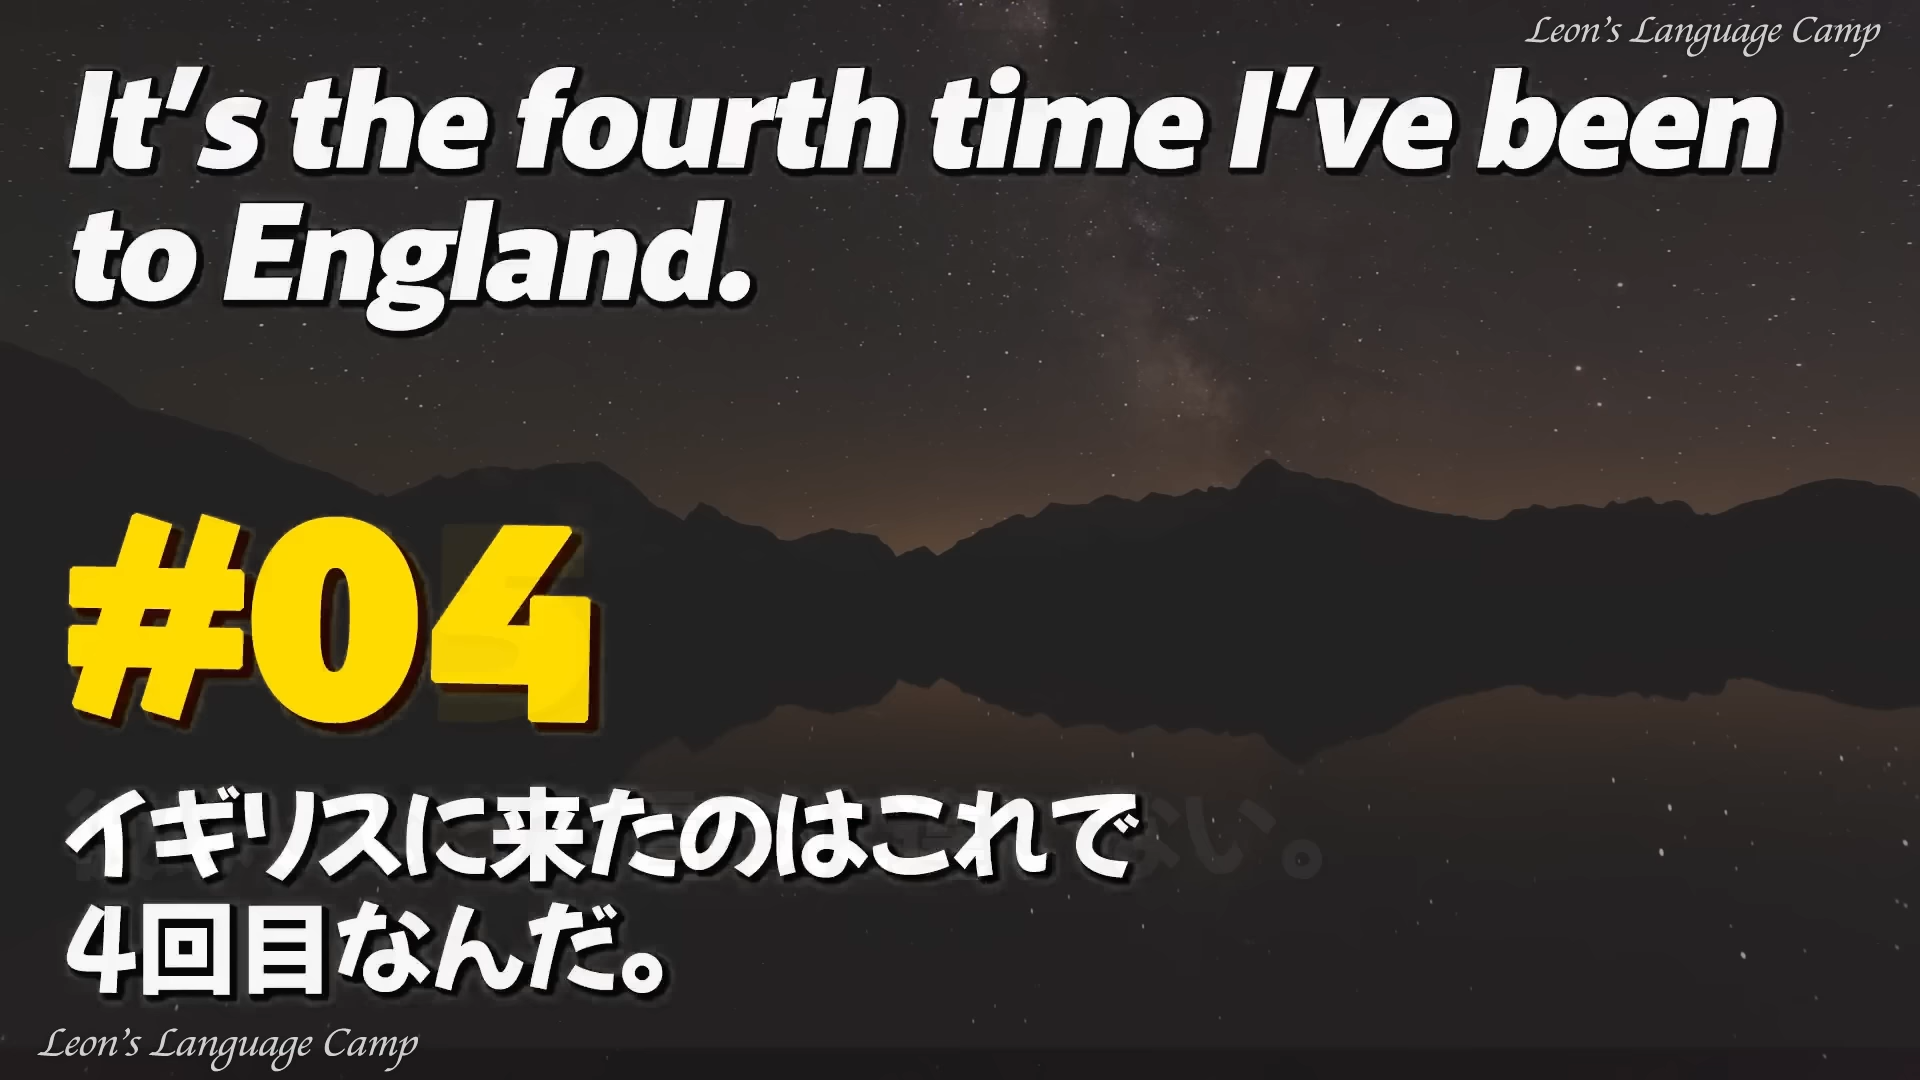 Leon's Language Camp
It's the fourth time I've been
to England.
#04
イギリスに来たのはこれで
4回目なんだ。
Leon's Language Camp